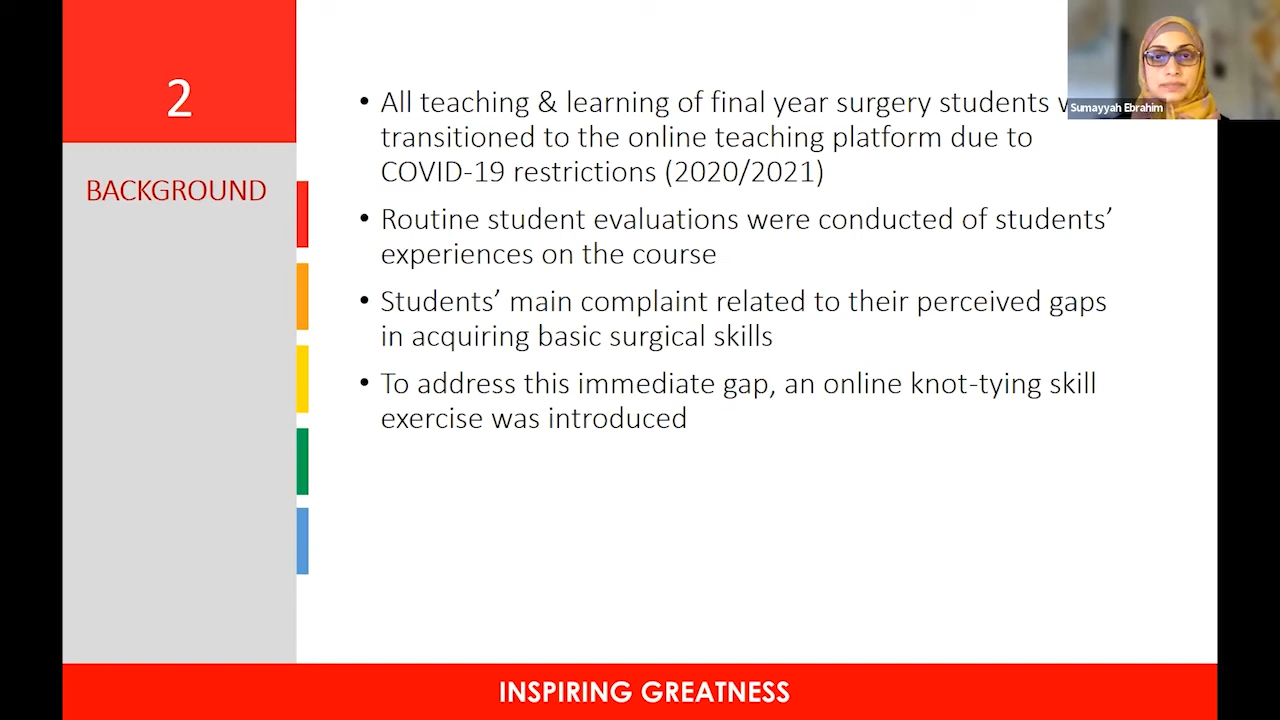 2
BACKGROUND
• All teaching & learning of final year surgery students
transitioned to the online teaching platform due to
COVID-19 restrictions (2020/2021)
• Routine student evaluations were conducted of students’
experiences on the course
• Students’ main complaint related to their perceived gaps
in acquiring basic surgical skills
• To address this immediate gap, an online knot-tying skill
exercise was introduced
INSPIRING GREATNESS
Sumayyah Ebrahim